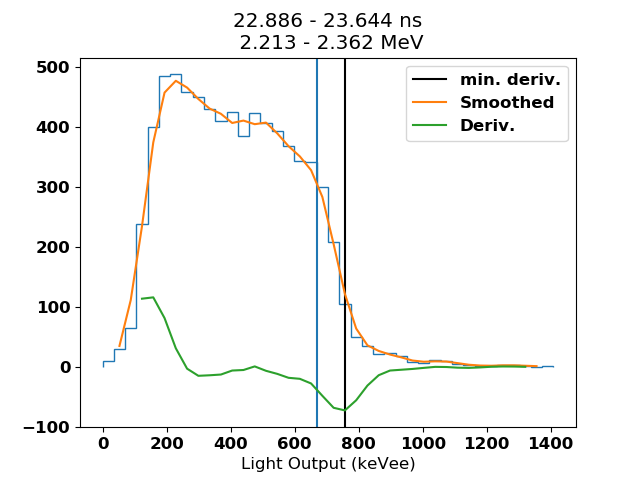 22.886 - 23.644 ns
2.213 - 2.362 MeV
min. deriv.
Smoothed
Deriv.
500
400
300
200
100
0
−100
0 200 400 600 800 1000 1200 1400
Light Output (keVee)